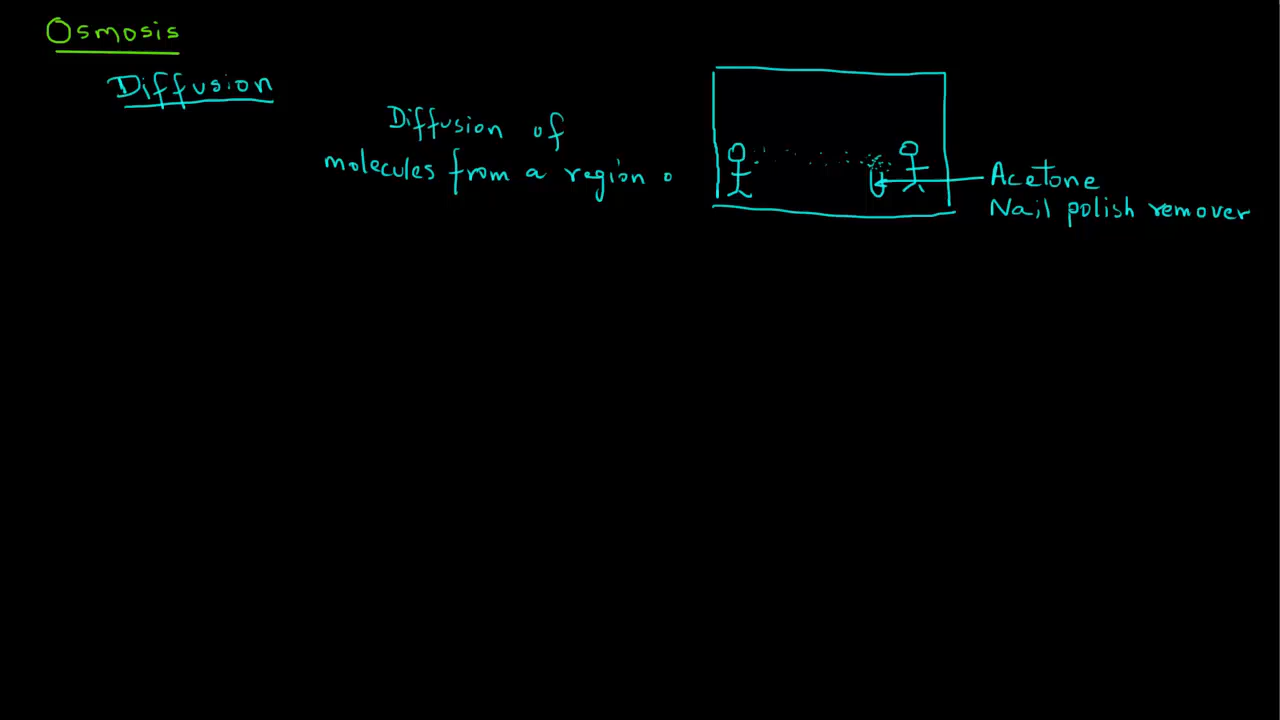 Osmosis
Diffusion
Diffusion of
molecules from a region o
Acetone
Nail polish remover